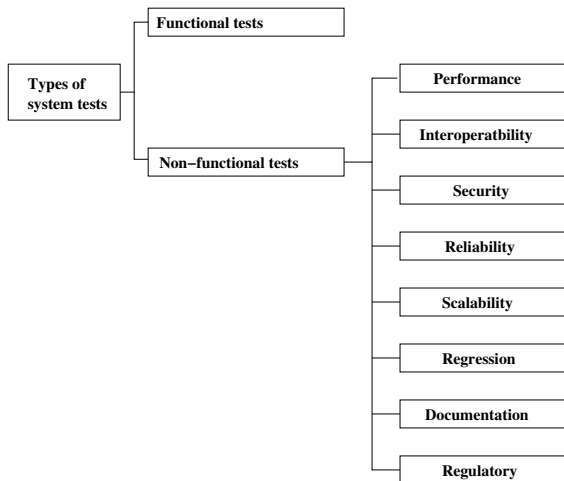 Types of
system tests
Functional tests
Non-functional tests
Performance
Interoperatbility
Security
Reliability
Scalability
Regression
Documentation
Regulatory